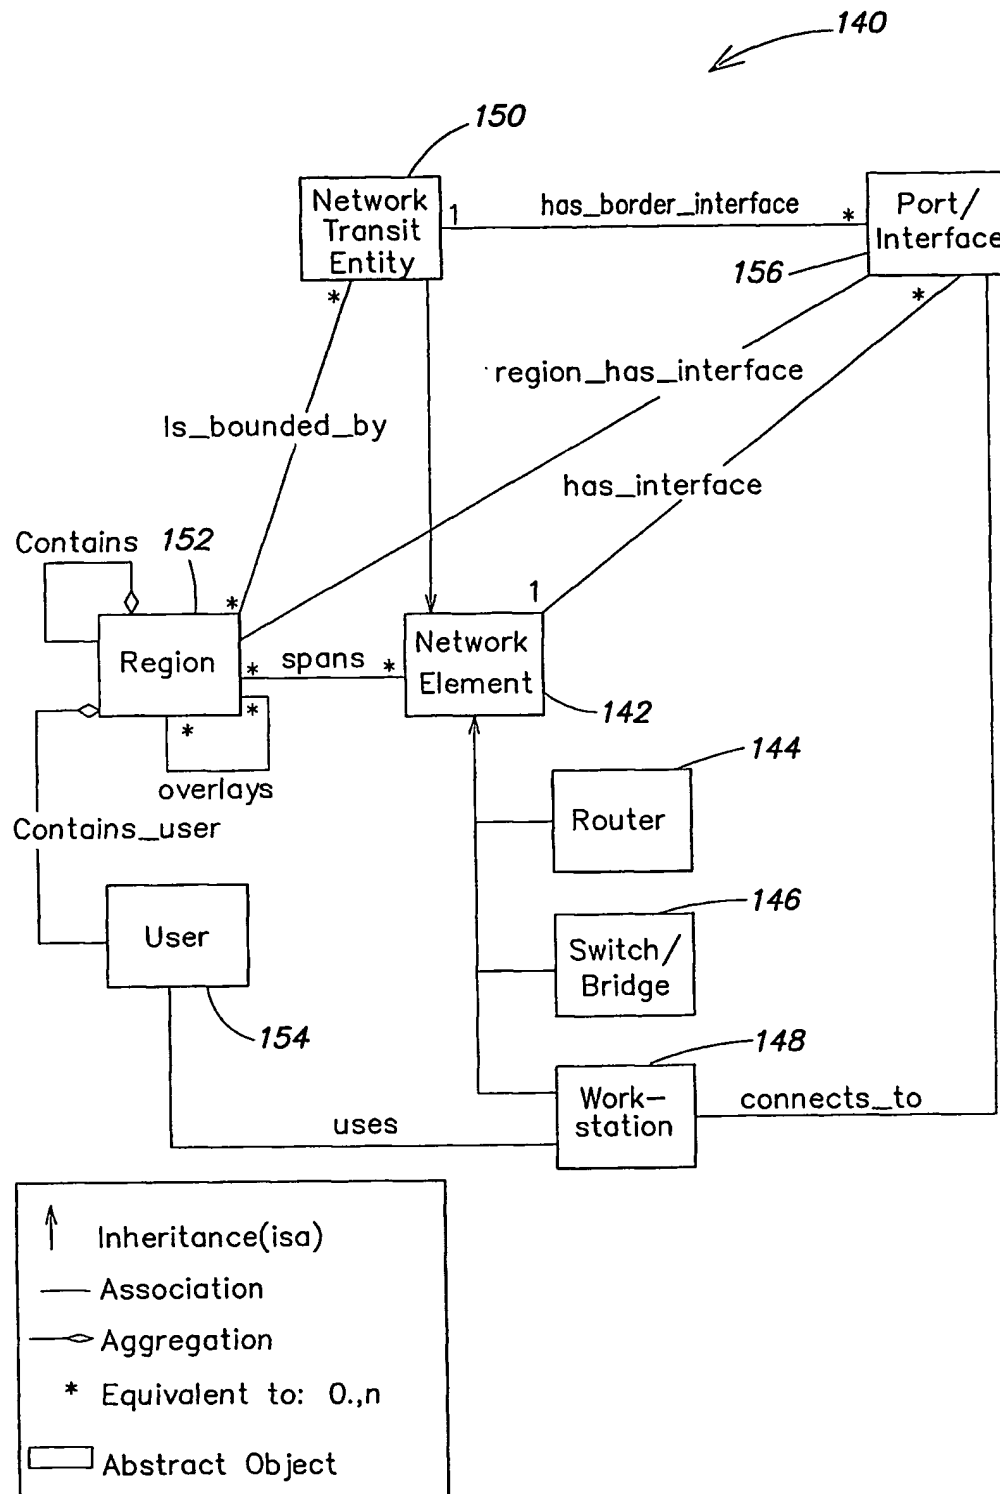 140
150
Network
Transit
Entity
1
has_border_interface
*
Port/
Interface
156
*
*
region_has_interface
Is_bounded_by
has_interface
Contains
152
*
1
Region
*
spans
*
Network
Element
142
*
*
overlays
144
Router
Contains_user
146
User
Switch/
Bridge
154
148
Work-
station
connects_to
uses
Inheritance(isa)
Association
Aggregation
* Equivalent to: 0.,n
Abstract Object